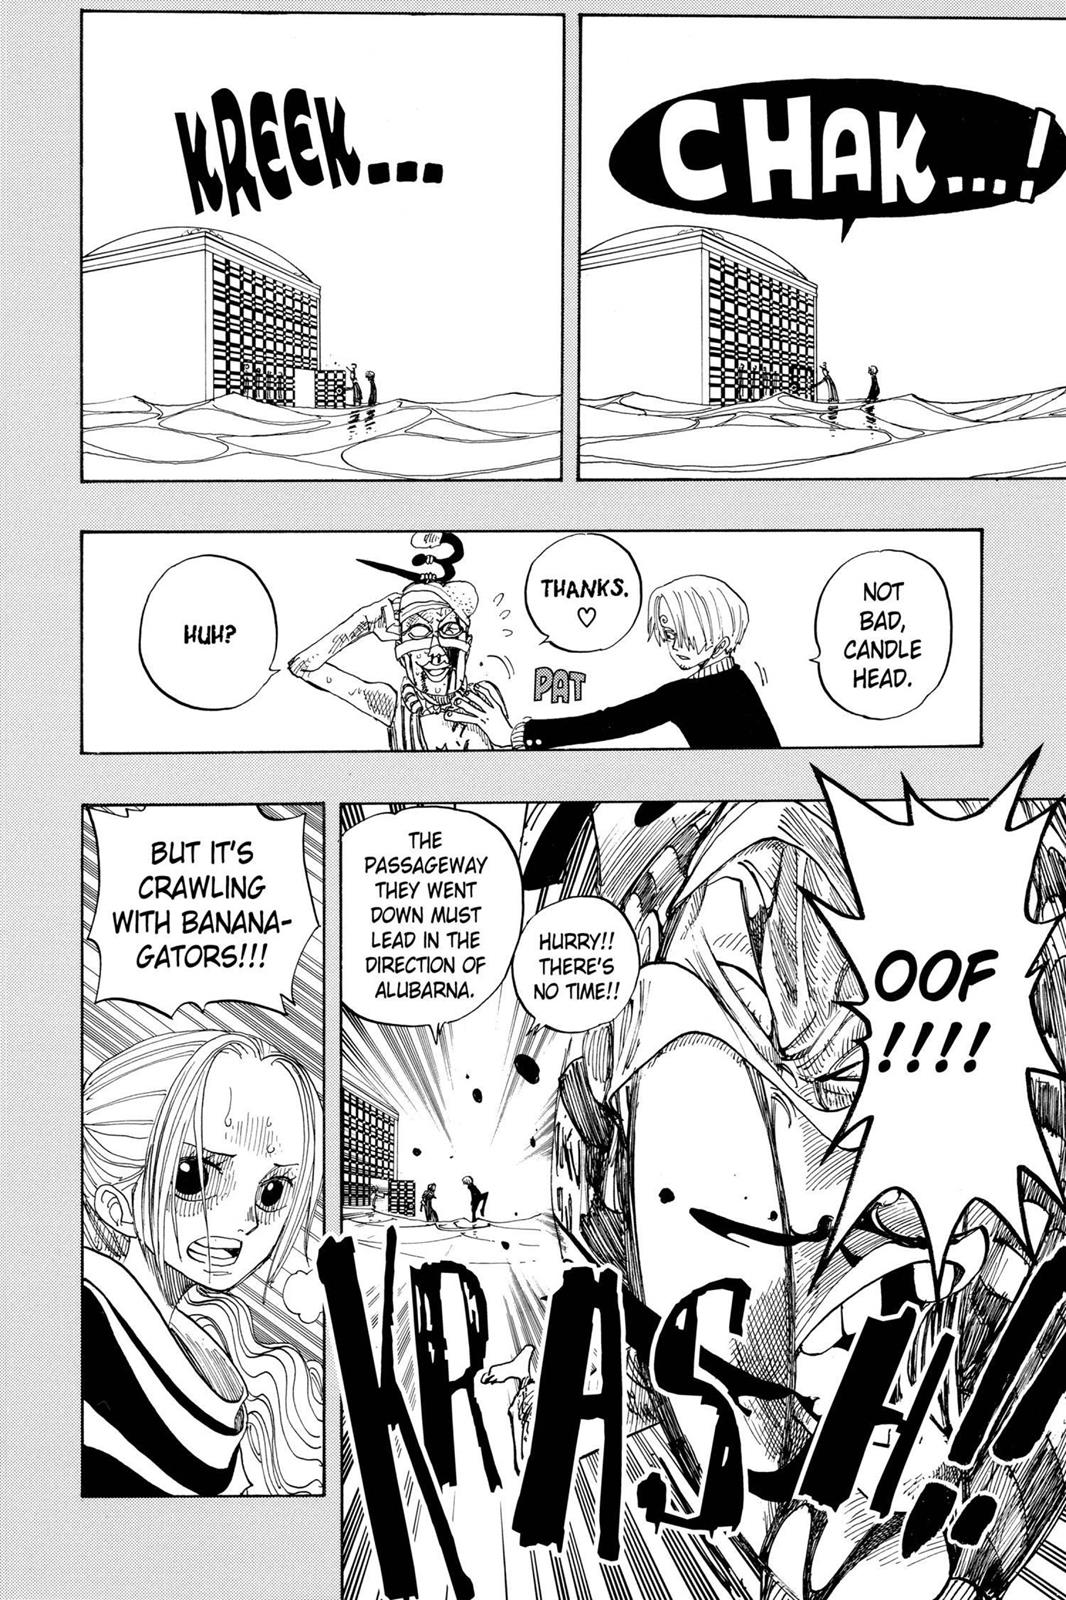 CHAK....!
KREEK...
NOT
BAD,
CANDLE
HEAD.
THANKS.
♡
PAT
3
HUH?
OOF
!!!!
HURRY!!
THERE'S
NO TIME!!
THE
PASSAGEWAY
THEY WENT
DOWN MUST
LEAD IN THE
DIRECTION OF
ALUBARNA.
KRASH!!!
BUT IT'S
CRAWLING
WITH BANANA-
GATORS!!!